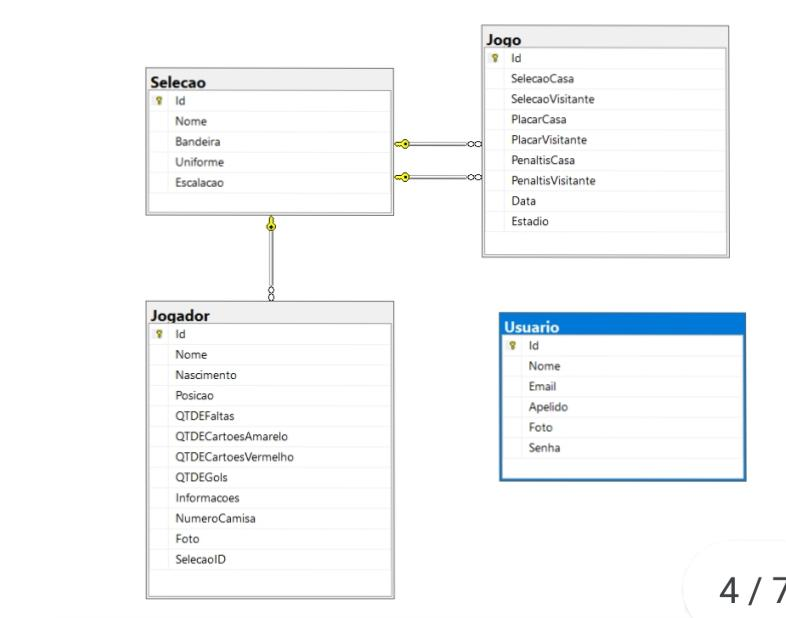 Selecao
Id
Nome
Bandeira
Uniforme
Escalacao
Jogo
Id
SelecaoCasa
SelecaoVisitante
PlacarCasa
PlacarVisitante
PenaltisCasa
PenaltisVisitante
Data
Estadio
Jogador
Id
Nome
Nascimento
Posicao
QTDEFaltas
QTDECartoesAmarelo
QTDECartoesVermelho
QTDEGols
Informacoes
NumeroCamisa
Foto
SelecaoID
Usuario
Id
Nome
Email
Apelido
Foto
Senha
4 / 7